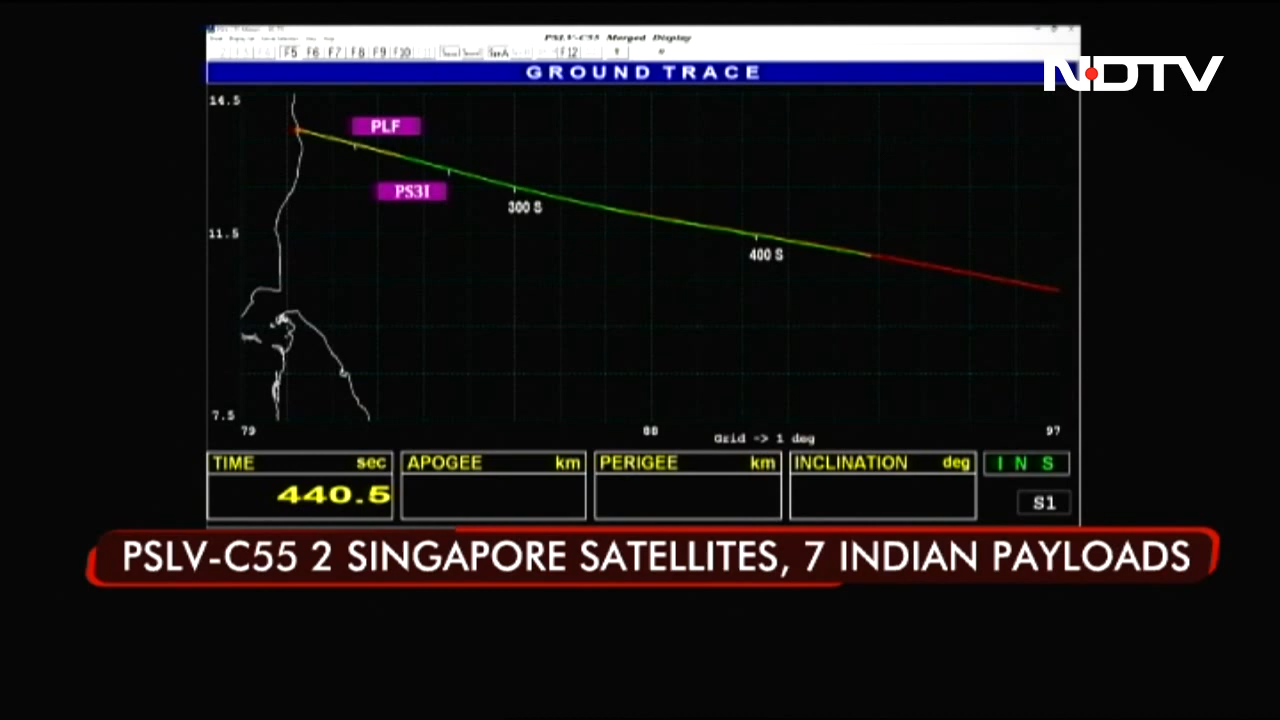 PSLV-C55 Merged Display
F5 F6 F7 F8 F9 F10
F12
GROUND TRACE
NDTV
14.5
PLF
PS3I
300 S
11.5
400 S
7.5
79
88
97
Grid -> 1 deg
TIME sec
APOGEE km
PERIGEE km
INCLINATION deg
I N S
440.5
S1
PSLV-C55 2 SINGAPORE SATELLITES, 7 INDIAN PAYLOADS